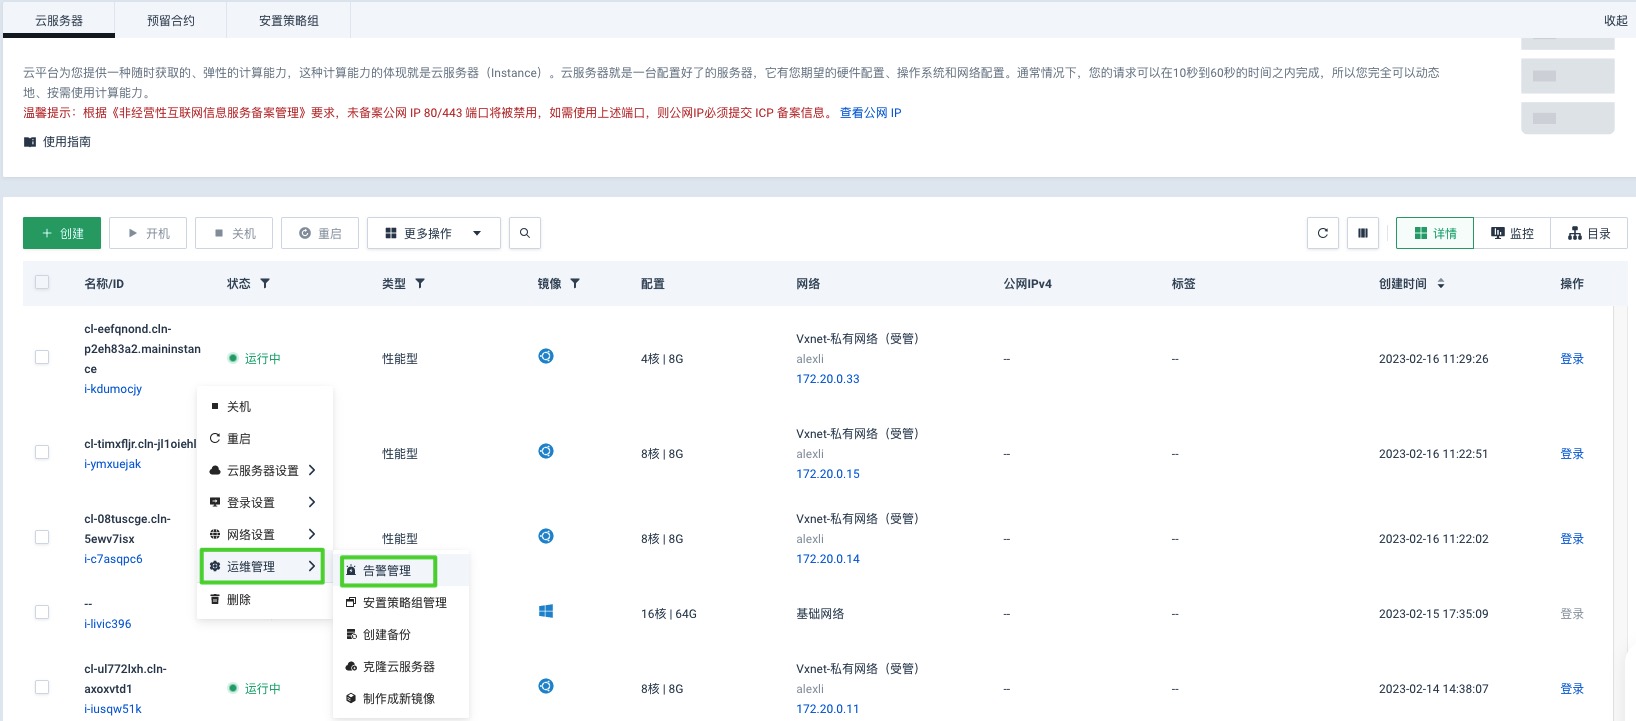 云服务器
预留合约
安置策略组
收起
云平台为您提供一种随时获取的、弹性的计算能力，这种计算能力的体现就是云服务器（Instance）。云服务器就是一台配置好了的服务器，它有您期望的硬件配置、操作系统和网络配置。通常情况下，您的请求可以在10秒到60秒的时间之内完成，所以您完全可以动态
地、按需使用计算能力。
温馨提示：根据《非经营性互联网信息服务备案管理》要求，未备案公网 IP 80/443 端口将被禁用，如需使用上述端口，则公网IP必须提交 ICP 备案信息。 查看公网 IP
使用指南
创建
开机
关机
重启
更多操作
详情
监控
目录
名称/ID
状态
类型
镜像
配置
网络
公网IPv4
标签
创建时间
操作
cl-eefqnond.cln-
p2eh83a2.maininstan
ce
i-kdumocjy
运行中
性能型
4核 | 8G
Vxnet-私有网络（受管）
alexli
172.20.0.33
--
--
2023-02-16 11:29:26
登录
cl-timxfljr.cln-jl1oiehl
i-ymxuejak
性能型
8核 | 8G
Vxnet-私有网络（受管）
alexli
172.20.0.15
--
--
2023-02-16 11:22:51
登录
cl-08tuscge.cln-
5ewv7isx
i-c7asqpc6
性能型
8核 | 8G
Vxnet-私有网络（受管）
alexli
172.20.0.14
--
--
2023-02-16 11:22:02
登录
--
i-livic396
16核 | 64G
基础网络
--
--
2023-02-15 17:35:09
登录
cl-ul772lxh.cln-
axoxvtd1
i-iusqw51k
运行中
8核 | 8G
Vxnet-私有网络（受管）
alexli
172.20.0.11
--
--
2023-02-14 14:38:07
登录
关机
重启
云服务器设置
登录设置
网络设置
运维管理
删除
告警管理
安置策略组管理
创建备份
克隆云服务器
制作成新镜像